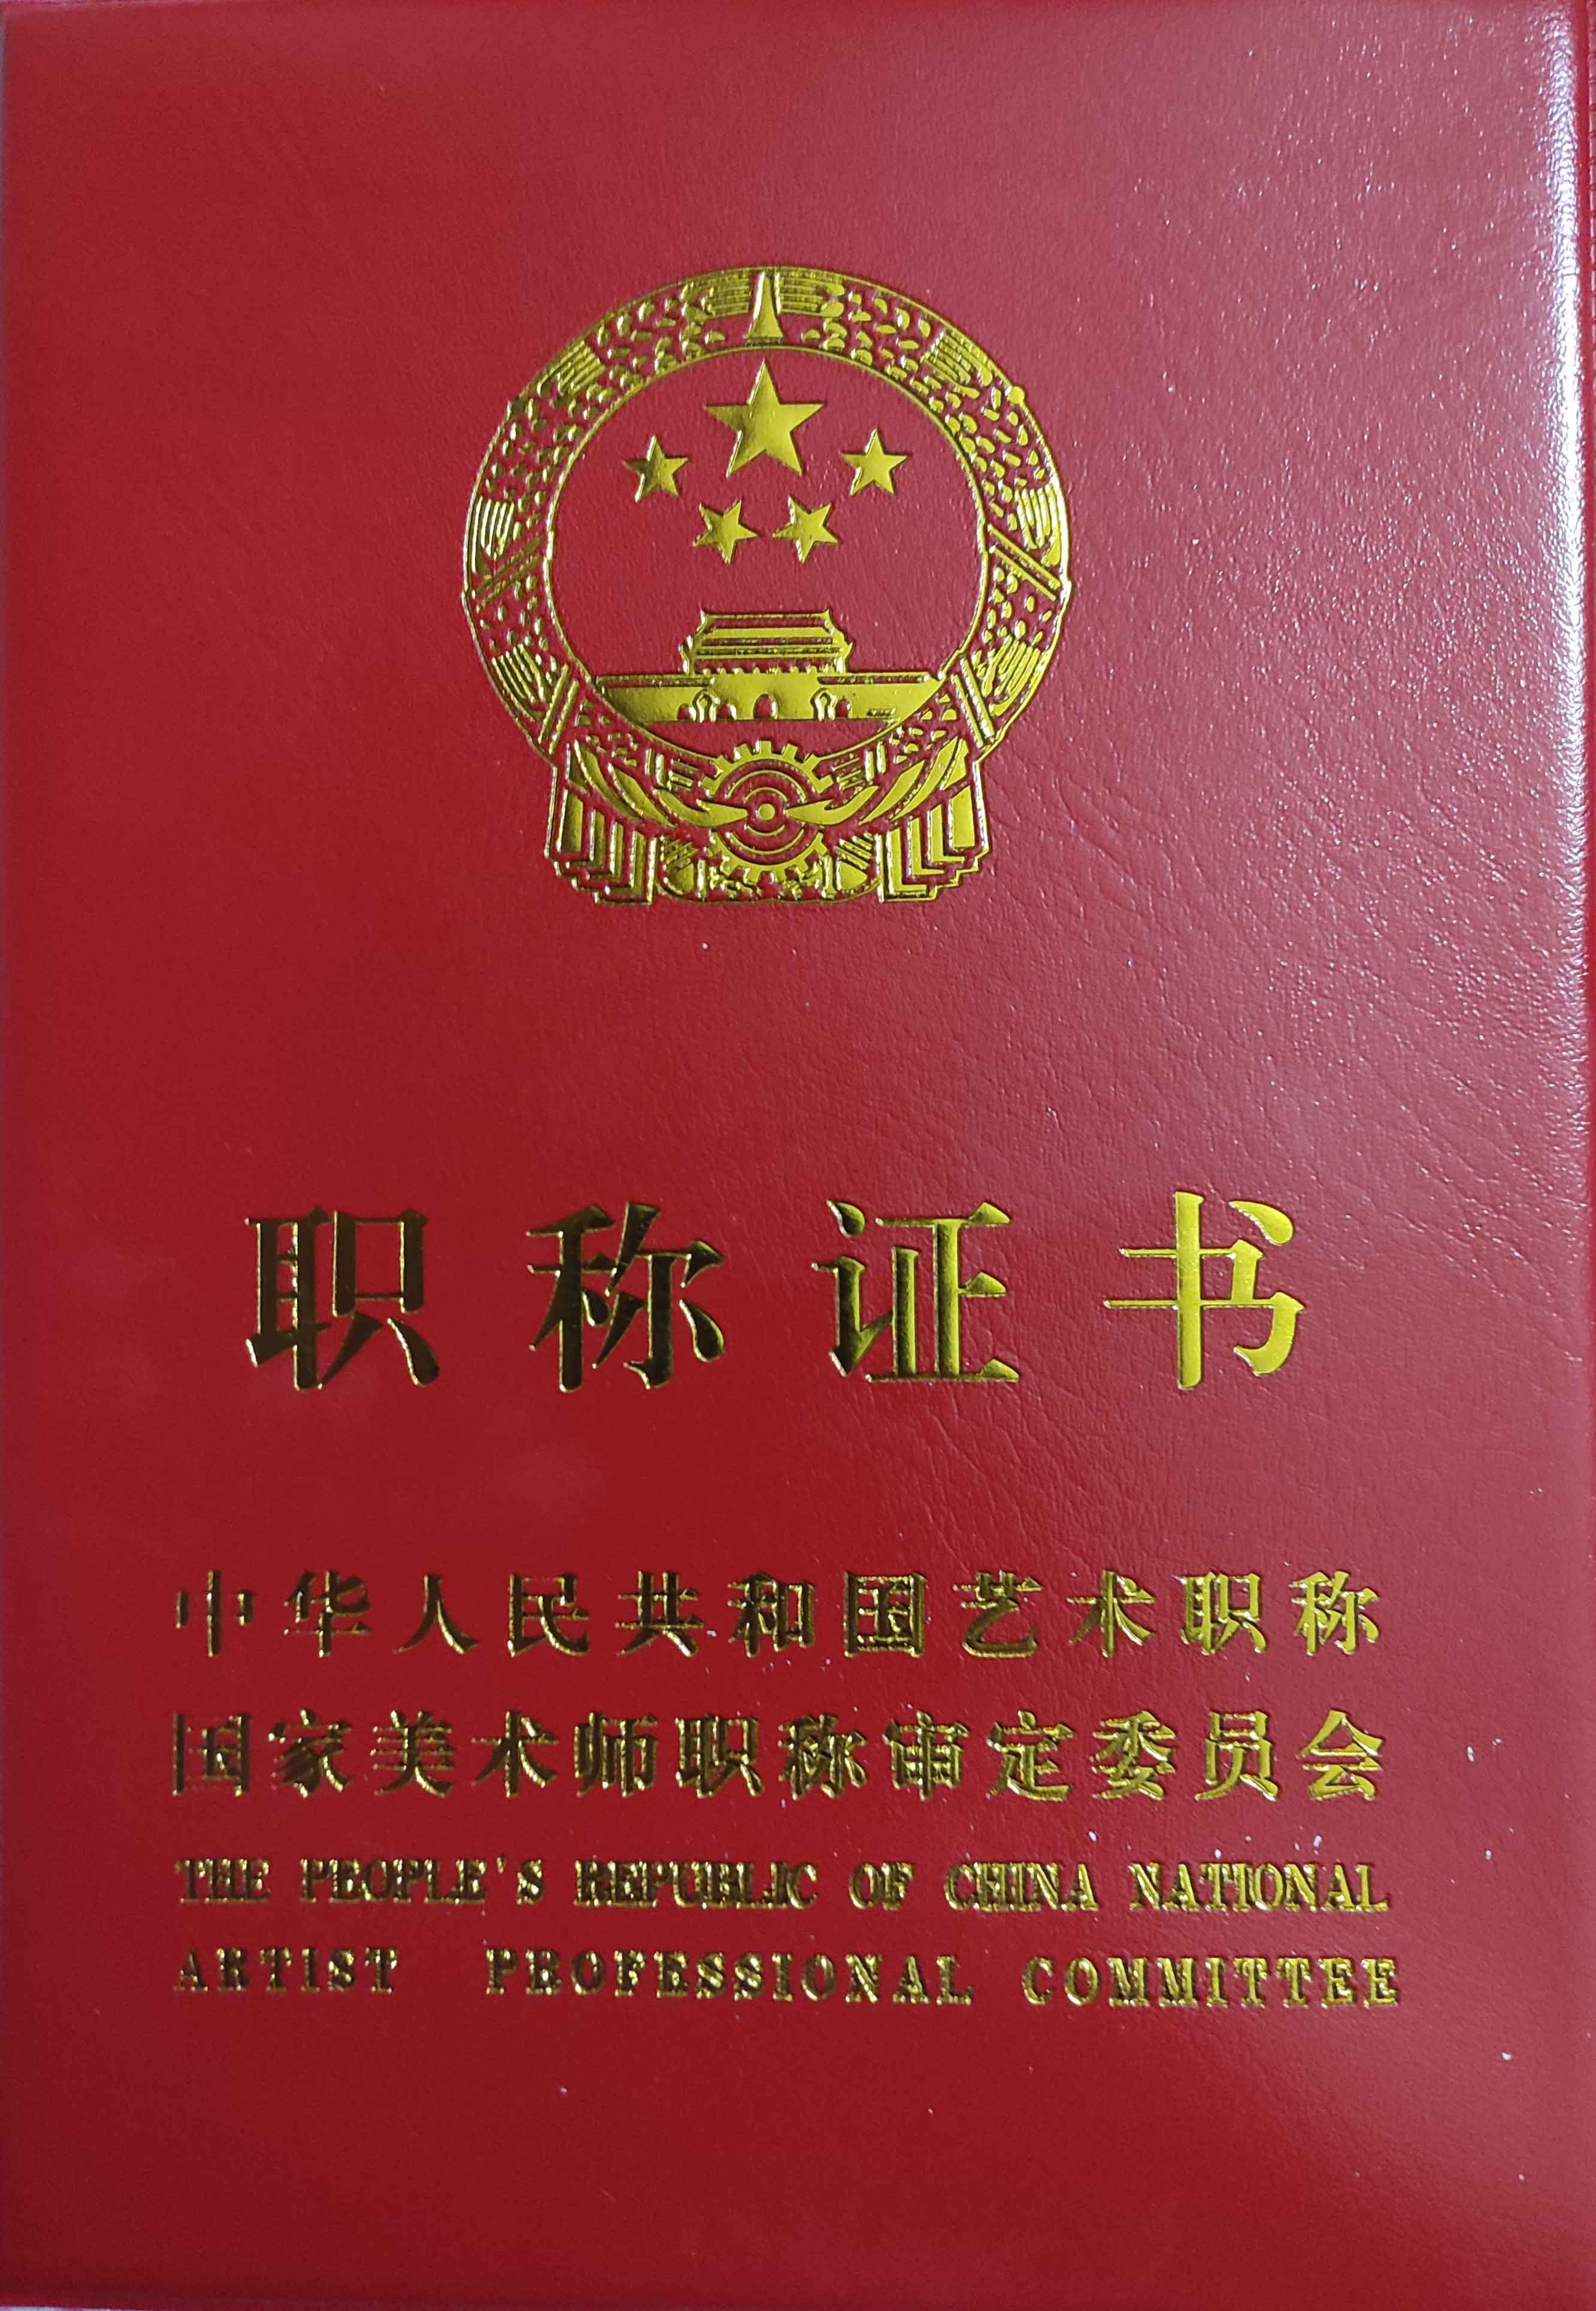 职称证书
中华人民共和国艺术职称
国家美术师职称审定委员会
THE PEOPLE'S REPUBLIC OF CHINA NATIONAL
ARTIST PROFESSIONAL COMMITTEE